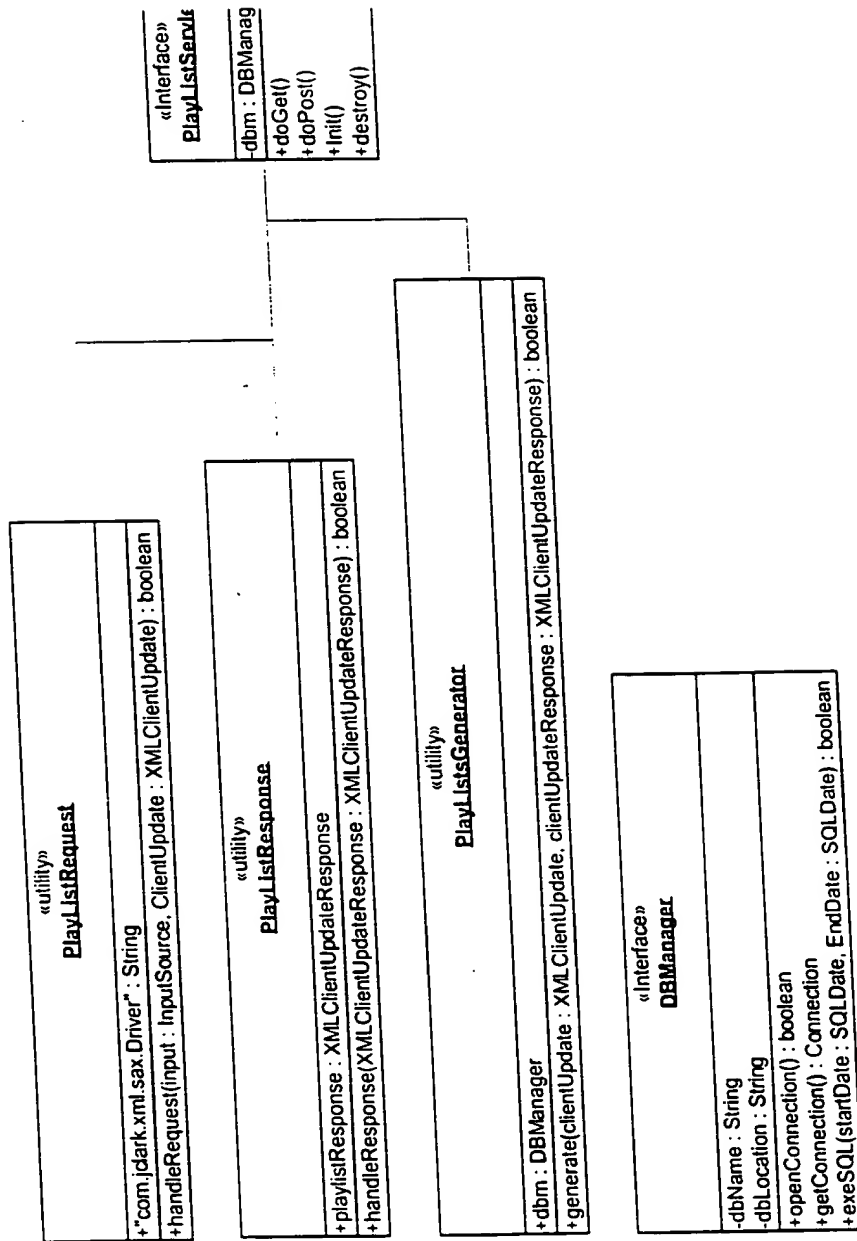 «utility»
PlayListRequest
+"com.jclark.xml.sax.Driver" : String
+handleRequest(input : InputSource, ClientUpdate : XMLClientUpdate) : boolean
«utility»
PlayListResponse
+playlistResponse : XMLClientUpdateResponse
+handleResponse(XMLClientUpdateResponse : XMLClientUpdateResponse) : boolean
«utility»
PlayListsGenerator
+dbm : DBManager
+generate(clientUpdate : XMLClientUpdate, clientUpdateResponse : XMLClientUpdateResponse) : boolean
«Interface»
DBManager
-dbName : String
-dbLocation : String
+openConnection() : boolean
+getConnection() : Connection
+exeSQL(startDate : SQLDate, EndDate : SQLDate) : boolean
«Interface»
PlayListServle
-dbm : DBManag
+doGet()
+doPost()
+Init()
+destroy()